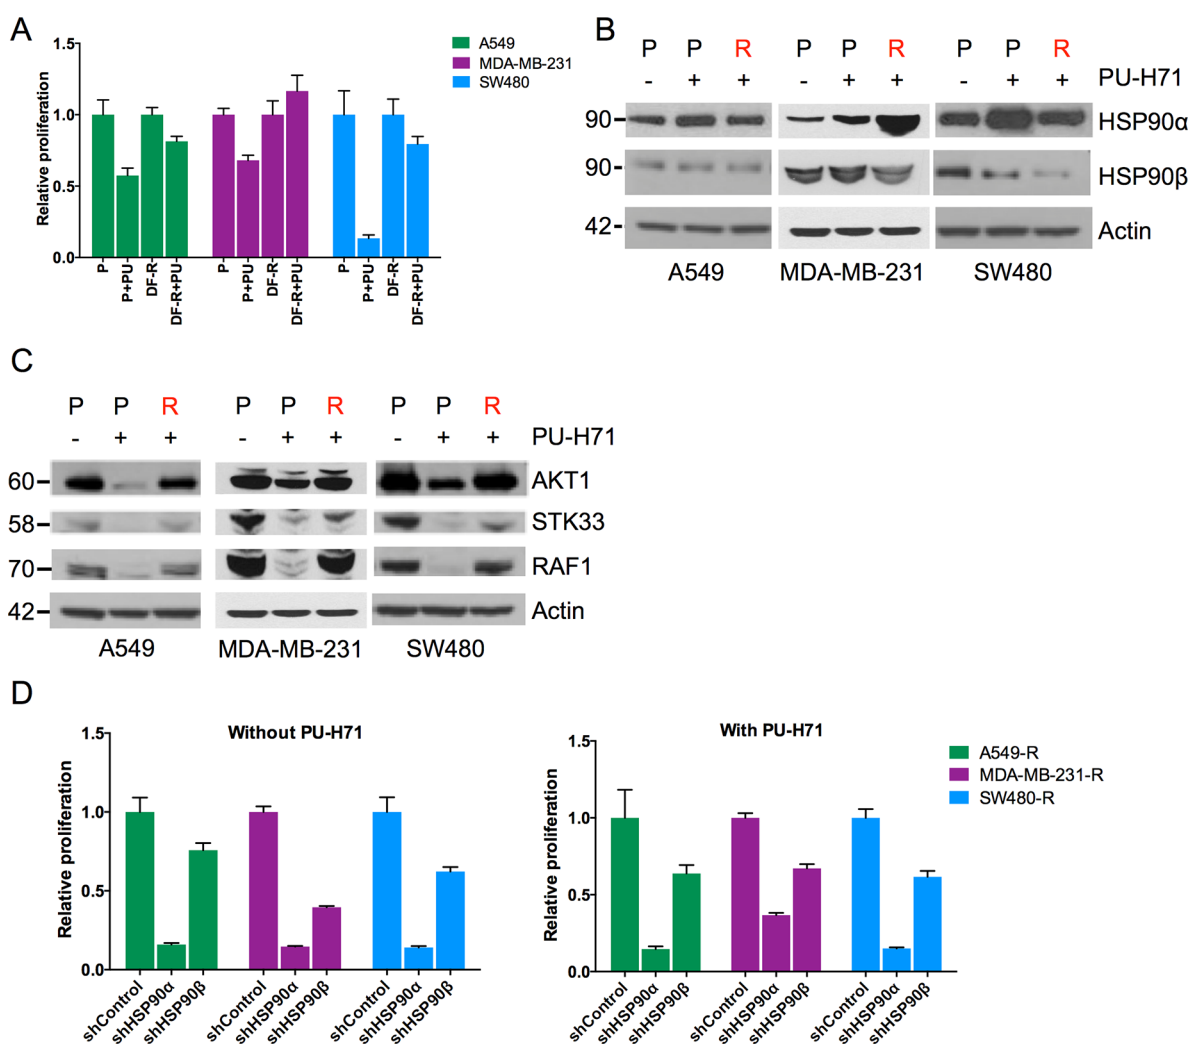 A
1.5
1.0
0.5
0.0
Relative proliferation
P
P+PU
DF-R
DF-R+PU
P
P+PU
DF-R
DF-R+PU
P
P+PU
DF-R
DF-R+PU
A549
MDA-MB-231
SW480
B
P P R P P R P P R
- + + - + + - + + PU-H71
90 HSP90α
90 HSP90β
42 Actin
A549 MDA-MB-231 SW480
C
P P R P P R P P R
- + + - + + - + + PU-H71
60 AKT1
58 STK33
70 RAF1
42 Actin
A549 MDA-MB-231 SW480
D
Without PU-H71
1.5
1.0
0.5
0.0
Relative proliferation
shControl
shHSP90α
shHSP90β
shControl
shHSP90α
shHSP90β
shControl
shHSP90α
shHSP90β
With PU-H71
1.5
1.0
0.5
0.0
Relative proliferation
shControl
shHSP90α
shHSP90β
shControl
shHSP90α
shHSP90β
shControl
shHSP90α
shHSP90β
A549-R
MDA-MB-231-R
SW480-R